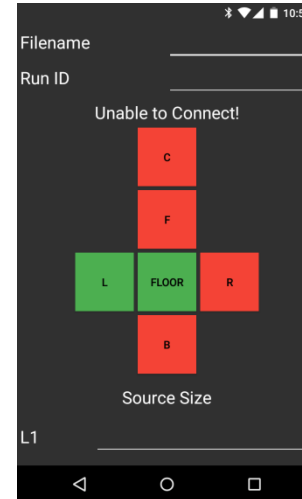 10:5
Filename
Run ID
Unable to Connect!
C
F
L FLOOR R
B
Source Size
L1